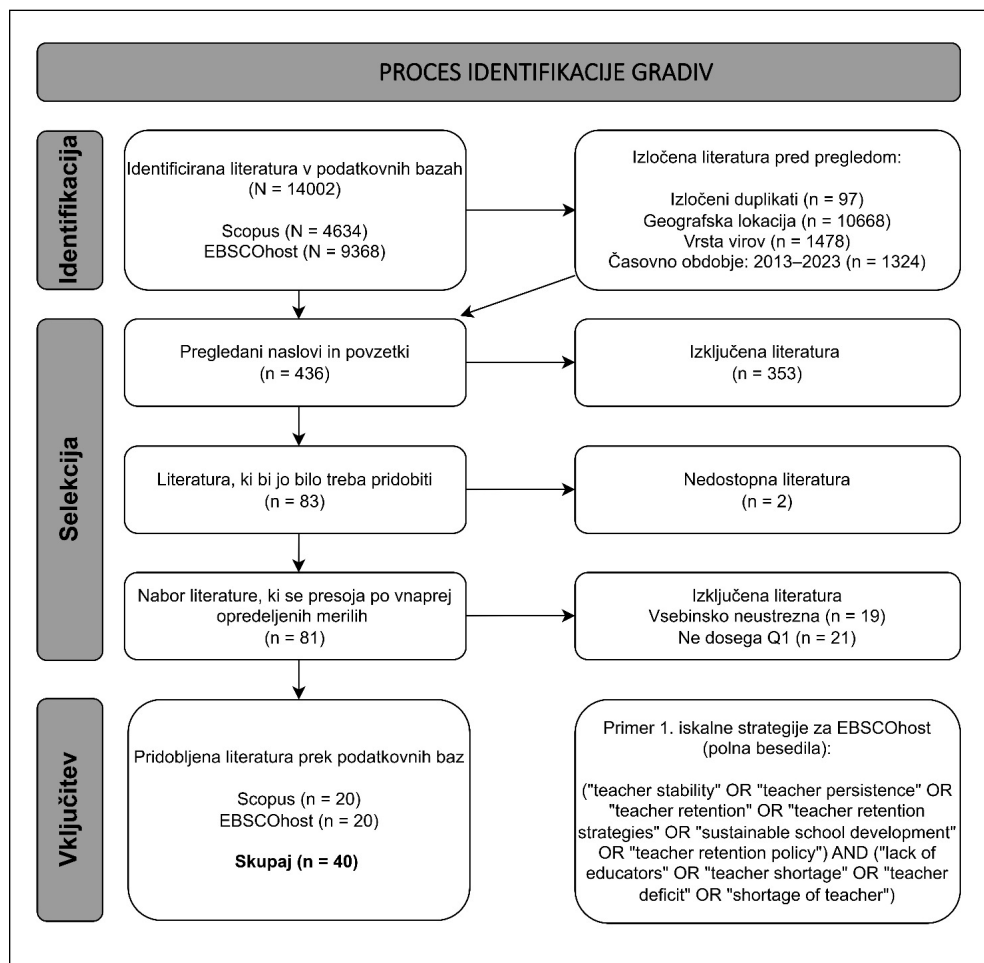 PROCES IDENTIFIKACIJE GRADIV
Identifikacija
Identificirana literatura v podatkovnih bazah
(N = 14002)
Scopus (N = 4634)
EBSCOhost (N = 9368)
Izločena literatura pred pregledom:
Izločeni duplikati (n = 97)
Geografska lokacija (n = 10668)
Vrsta virov (n = 1478)
Časovno obdobje: 2013–2023 (n = 1324)
Selekcija
Pregledani naslovi in povzetki
(n = 436)
Izključena literatura
(n = 353)
Literatura, ki bi jo bilo treba pridobiti
(n = 83)
Nedostopna literatura
(n = 2)
Nabor literature, ki se presoja po vnaprej
opredeljenih merilih
(n = 81)
Izključena literatura
Vsebinsko neustrezna (n = 19)
Ne dosega Q1 (n = 21)
Vključitev
Pridobljena literatura prek podatkovnih baz
Scopus (n = 20)
EBSCOhost (n = 20)
Skupaj (n = 40)
Primer 1. iskalne strategije za EBSCOhost
(polna besedila):
("teacher stability" OR "teacher persistence" OR
"teacher retention" OR "teacher retention
strategies" OR "sustainable school development"
OR "teacher retention policy") AND ("lack of
educators" OR "teacher shortage" OR "teacher
deficit" OR "shortage of teacher")